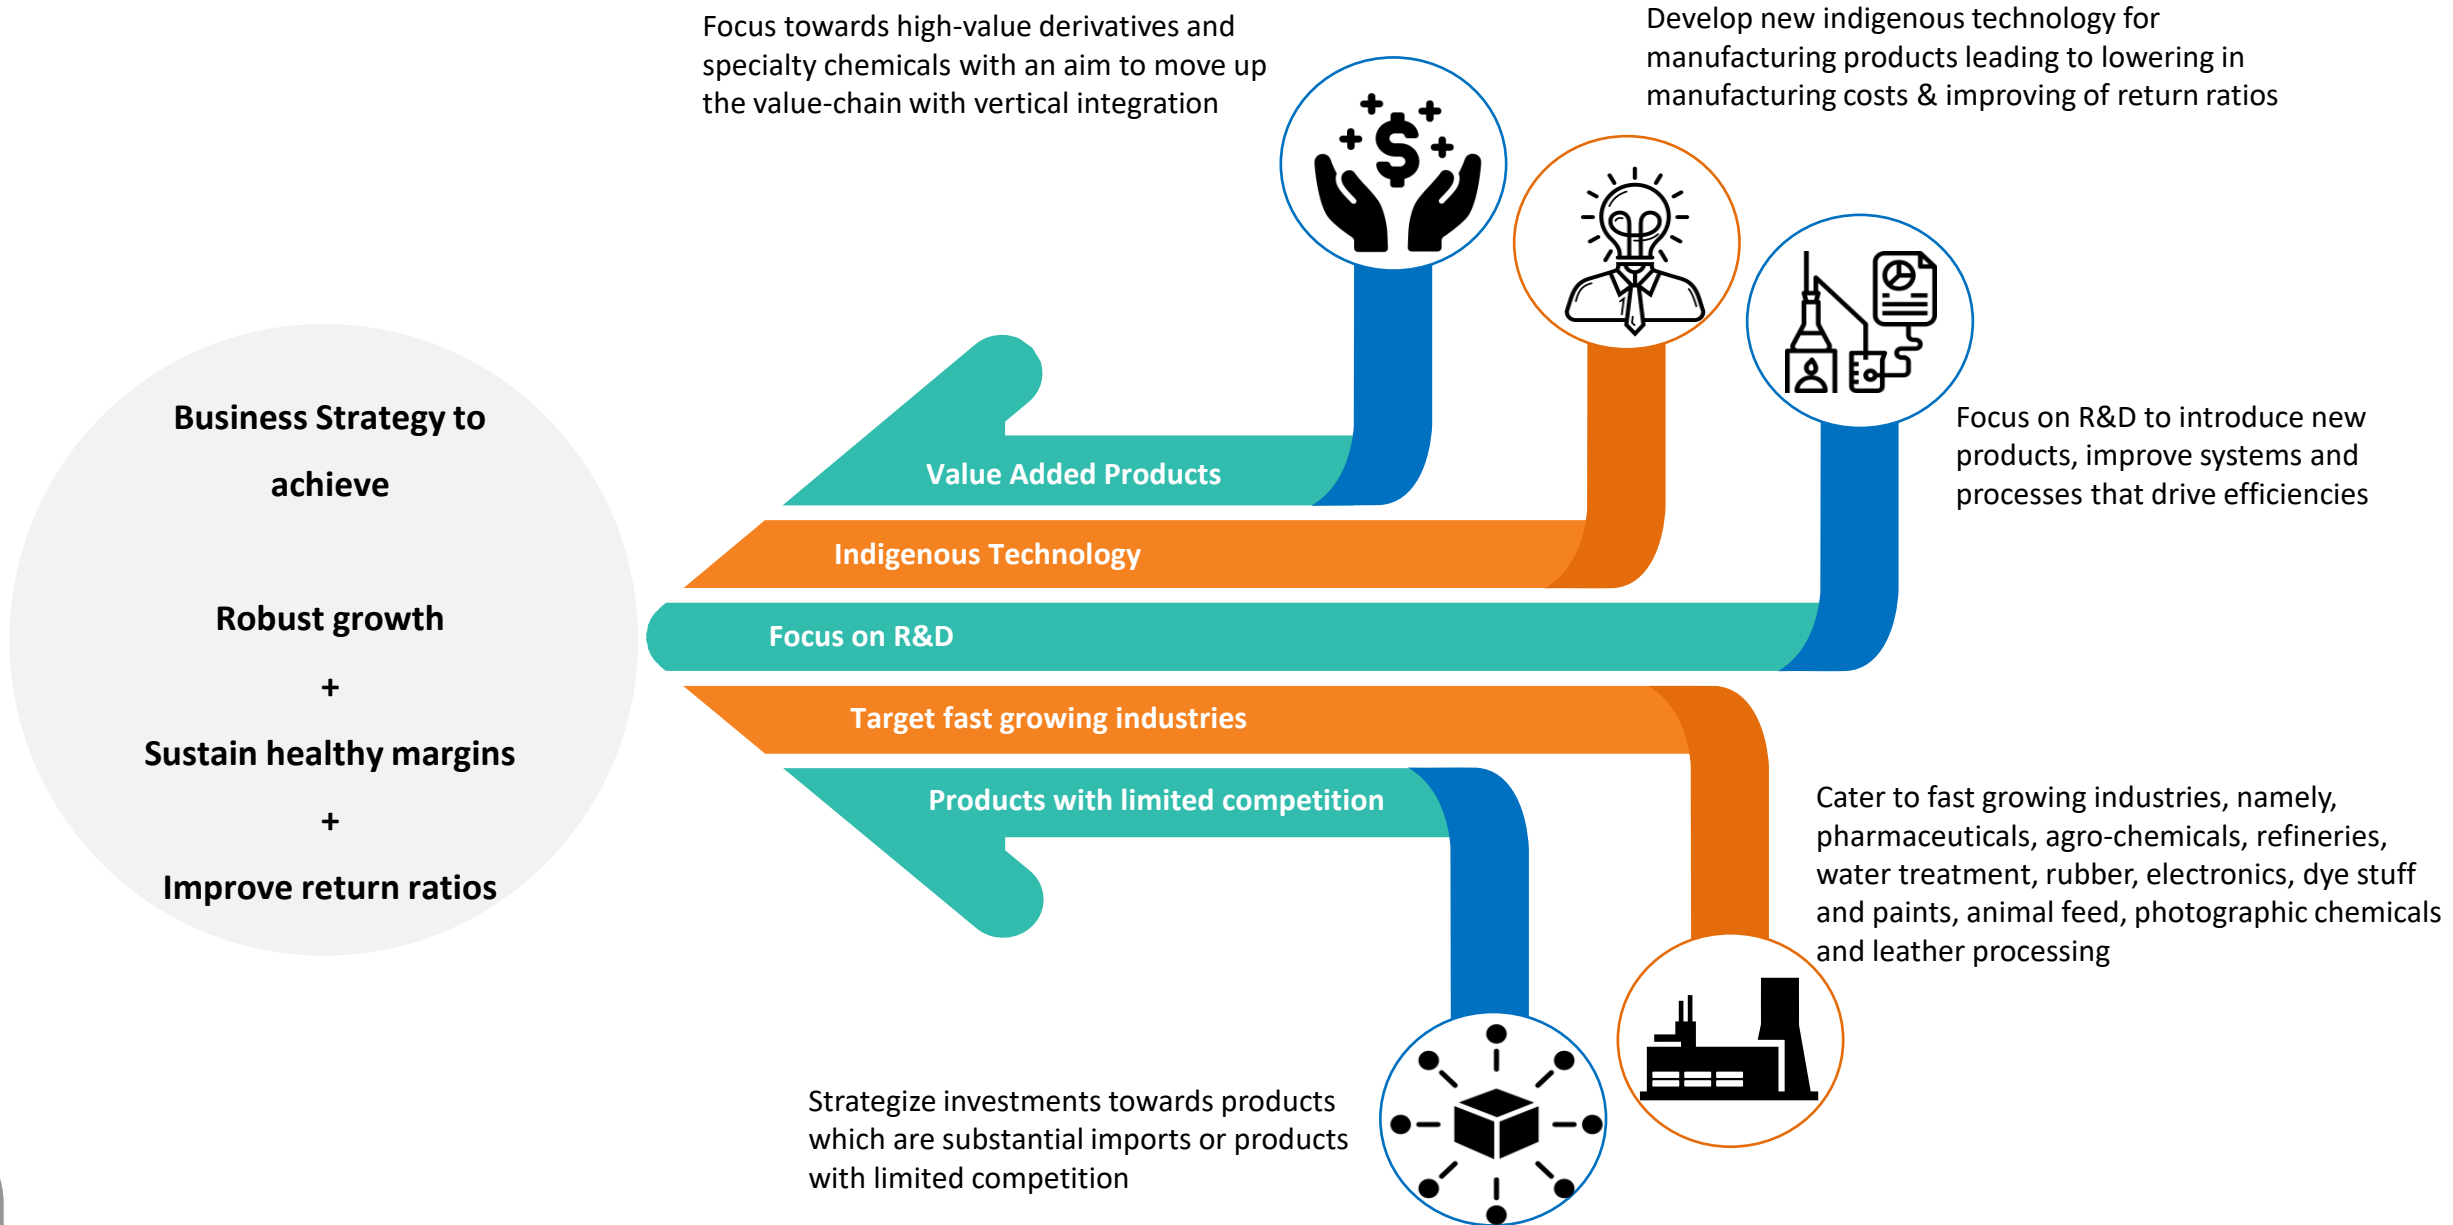 Focus towards high-value derivatives and
specialty chemicals with an aim to move up
the value-chain with vertical integration
Develop new indigenous technology for
manufacturing products leading to lowering in
manufacturing costs & improving of return ratios
Business Strategy to
achieve
Robust growth
+
Sustain healthy margins
+
Improve return ratios
Value Added Products
Indigenous Technology
Focus on R&D
Target fast growing industries
Products with limited competition
Focus on R&D to introduce new
products, improve systems and
processes that drive efficiencies
Cater to fast growing industries, namely,
pharmaceuticals, agro-chemicals, refineries,
water treatment, rubber, electronics, dye stuff
and paints, animal feed, photographic chemicals
and leather processing
Strategize investments towards products
which are substantial imports or products
with limited competition